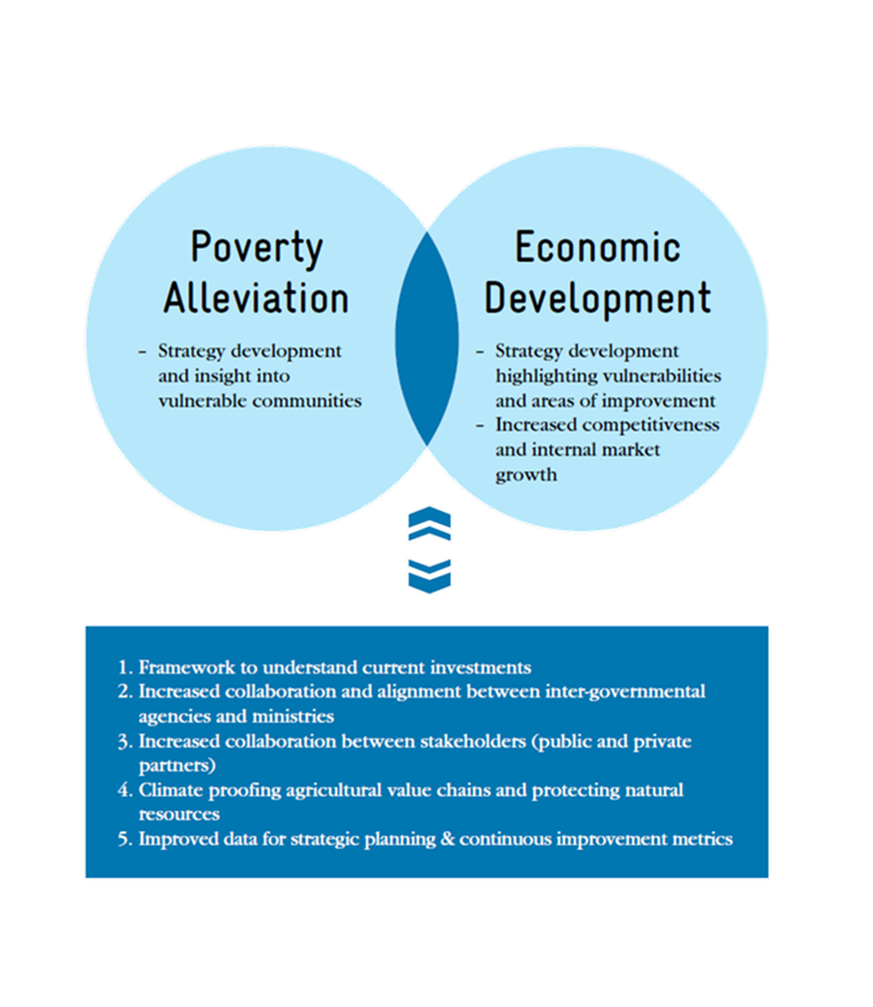 Poverty
Alleviation
– Strategy development
and insight into
vulnerable communities
Economic
Development
– Strategy development
highlighting vulnerabilities
and areas of improvement
– Increased competitiveness
and internal market
growth
1. Framework to understand current investments
2. Increased collaboration and alignment between inter-governmental
agencies and ministries
3. Increased collaboration between stakeholders (public and private
partners)
4. Climate proofing agricultural value chains and protecting natural
resources
5. Improved data for strategic planning & continuous improvement metrics